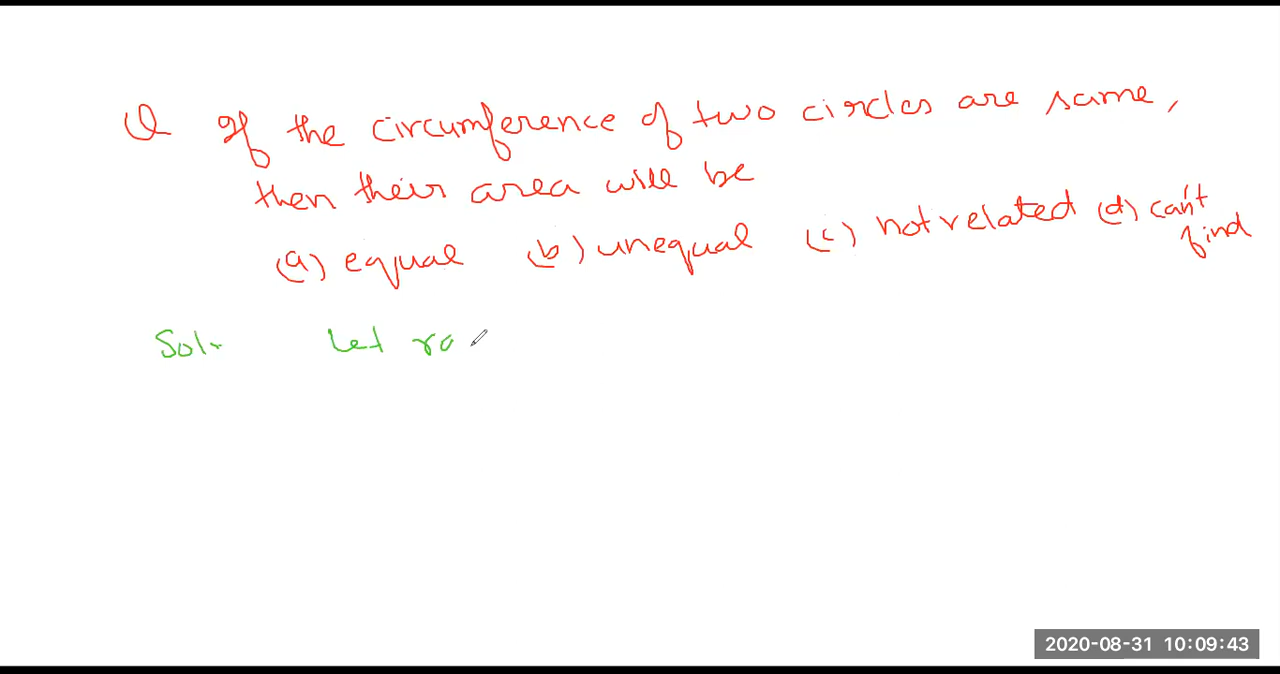 Q If the circumference of two circles are same,
then their area will be
(a) equal (b) unequal (c) not related (d) can't find
Sol. Let ra
2020-08-31 10:09:43